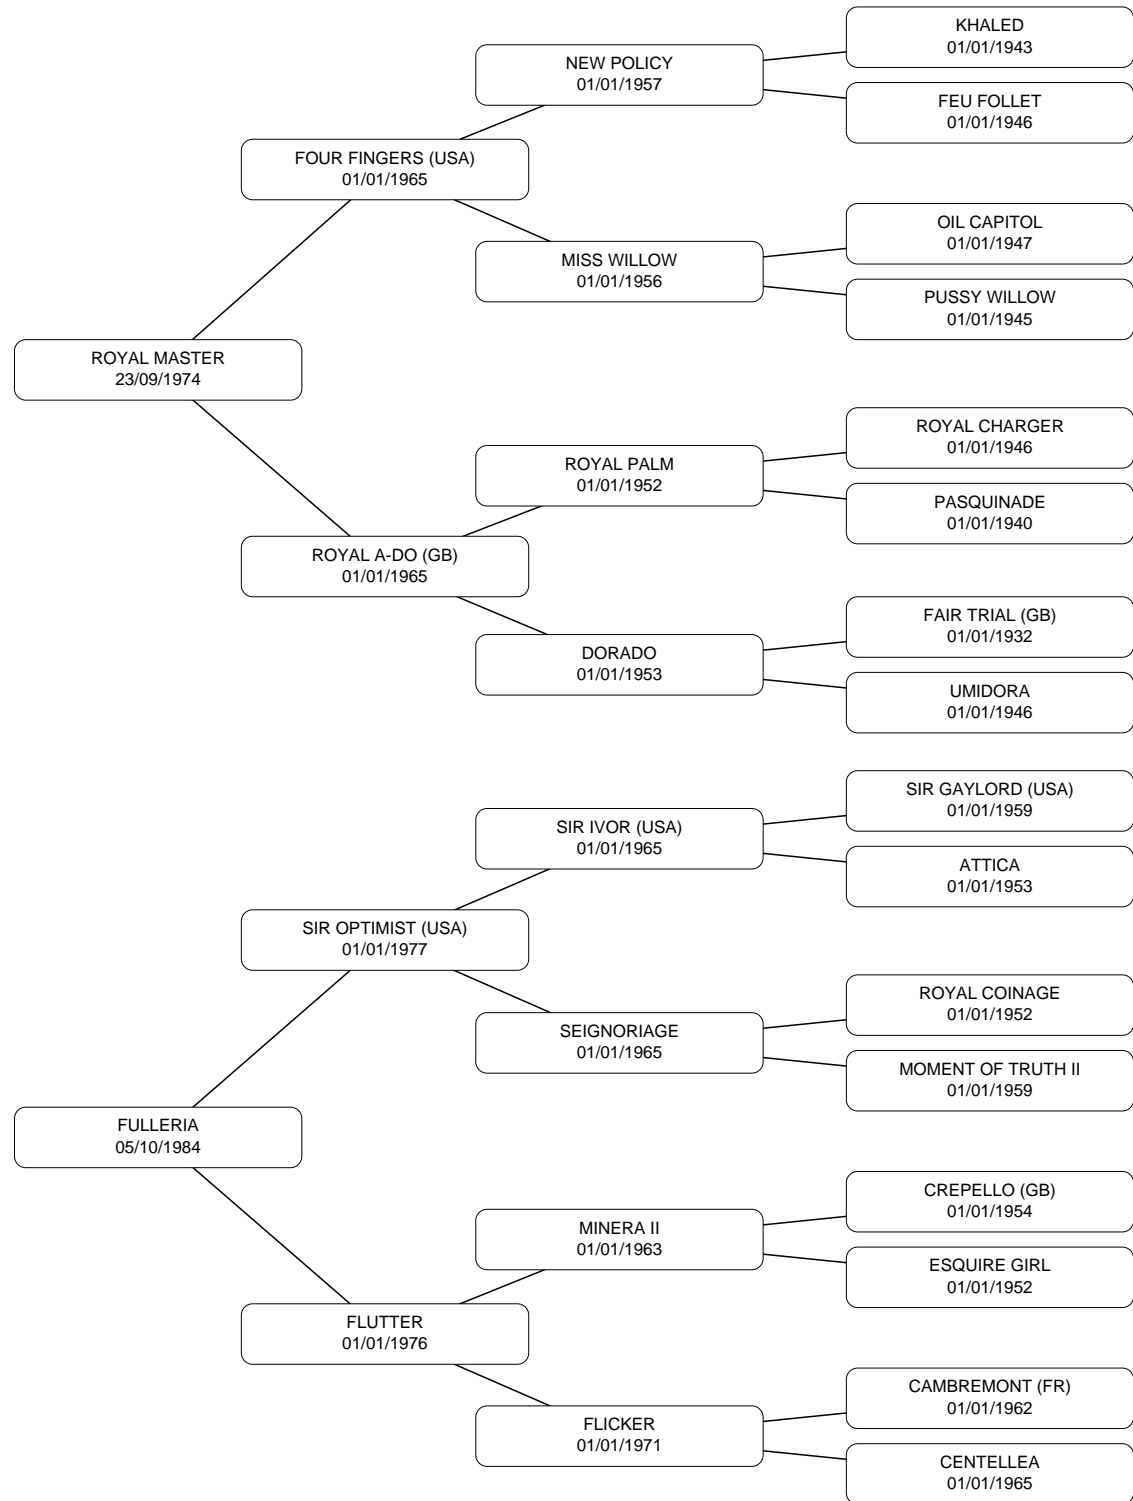 KHALED
01/01/1943
NEW POLICY
01/01/1957
FEU FOLLET
01/01/1946
FOUR FINGERS (USA)
01/01/1965
OIL CAPITOL
01/01/1947
MISS WILLOW
01/01/1956
PUSSY WILLOW
01/01/1945
ROYAL MASTER
23/09/1974
ROYAL CHARGER
01/01/1946
ROYAL PALM
01/01/1952
PASQUINADE
01/01/1940
ROYAL A-DO (GB)
01/01/1965
FAIR TRIAL (GB)
01/01/1932
DORADO
01/01/1953
UMIDORA
01/01/1946
SIR GAYLORD (USA)
01/01/1959
SIR IVOR (USA)
01/01/1965
ATTICA
01/01/1953
SIR OPTIMIST (USA)
01/01/1977
ROYAL COINAGE
01/01/1952
SEIGNORIAGE
01/01/1965
MOMENT OF TRUTH II
01/01/1959
FULLERIA
05/10/1984
CREPELLO (GB)
01/01/1954
MINERA II
01/01/1963
ESQUIRE GIRL
01/01/1952
FLUTTER
01/01/1976
CAMBREMONT (FR)
01/01/1962
FLICKER
01/01/1971
CENTELLEA
01/01/1965